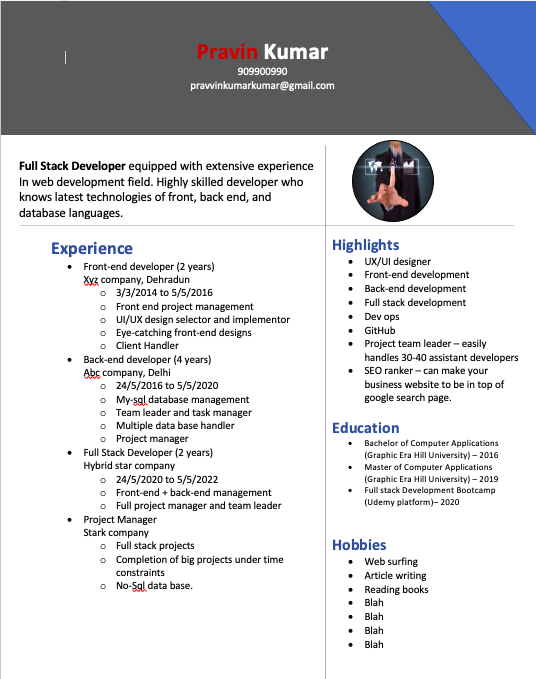 Pravin Kumar
909900990
pravvinkumarkumar@gmail.com
Full Stack Developer equipped with extensive experience
In web development field. Highly skilled developer who
knows latest technologies of front, back end, and
database languages.
Experience
• Front-end developer (2 years)
Xyz company, Dehradun
o 3/3/2014 to 5/5/2016
o Front end project management
o UI/UX design selector and implementor
o Eye-catching front-end designs
o Client Handler
• Back-end developer (4 years)
Abc company, Delhi
o 24/5/2016 to 5/5/2020
o My-sql database management
o Team leader and task manager
o Multiple data base handler
o Project manager
• Full Stack Developer (2 years)
Hybrid star company
o 24/5/2020 to 5/5/2022
o Front-end + back-end management
o Full project manager and team leader
• Project Manager
Stark company
o Full stack projects
o Completion of big projects under time
constraints
o No-Sql data base.
Highlights
• UX/UI designer
• Front-end development
• Back-end development
• Full stack development
• Dev ops
• GitHub
• Project team leader – easily
handles 30-40 assistant developers
• SEO ranker – can make your
business website to be in top of
google search page.
Education
• Bachelor of Computer Applications
(Graphic Era Hill University) – 2016
• Master of Computer Applications
(Graphic Era Hill University) – 2019
• Full stack Development Bootcamp
(Udemy platform)– 2020
Hobbies
• Web surfing
• Article writing
• Reading books
• Blah
• Blah
• Blah
• Blah